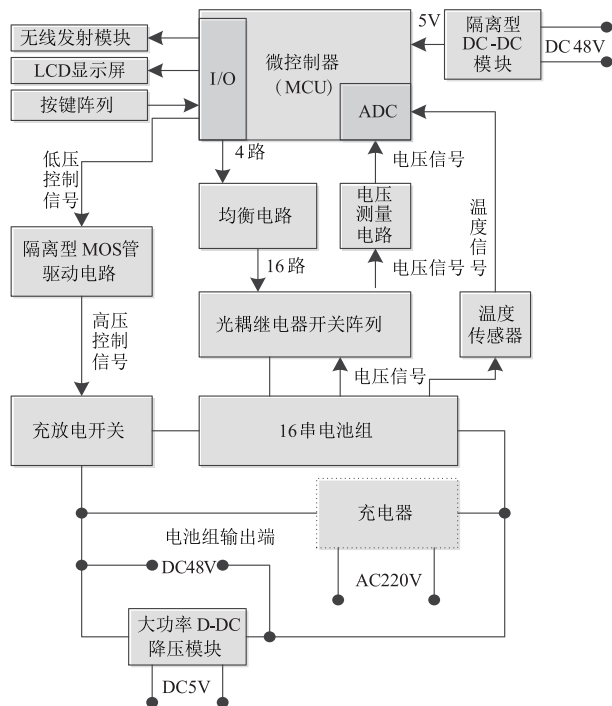 无线发射模块
LCD显示屏
按键阵列
I/O
微控制器
（MCU）
ADC
5V
隔离型
DC-DC
模块
DC48V
低压
控制
信号
4路
电压信号
均衡电路
电压
测量
电路
温度信号
隔离型MOS管
驱动电路
16路
电压信号
高压
控制
信号
光耦继电器开关阵列
温度
传感器
电压信号
充放电开关
16串电池组
充电器
电池组输出端
DC48V
AC220V
大功率D-DC
降压模块
DC5V